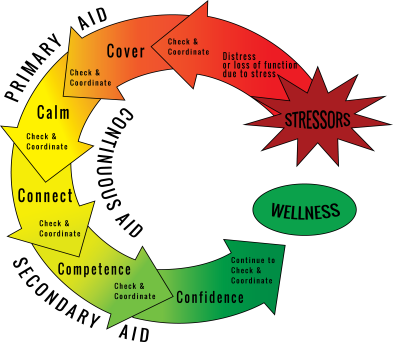 PRIMARY AID
Cover
Check &
Coordinate
Distress
or loss of function
due to stress
Check &
Coordinate
STRESSORS
Calm
Check &
Coordinate
CONTINUOUS AID
Connect
Check &
Coordinate
WELLNESS
Competence
Check &
Coordinate
Continue to
Check &
Coordinate
Confidence
SECONDARY AID